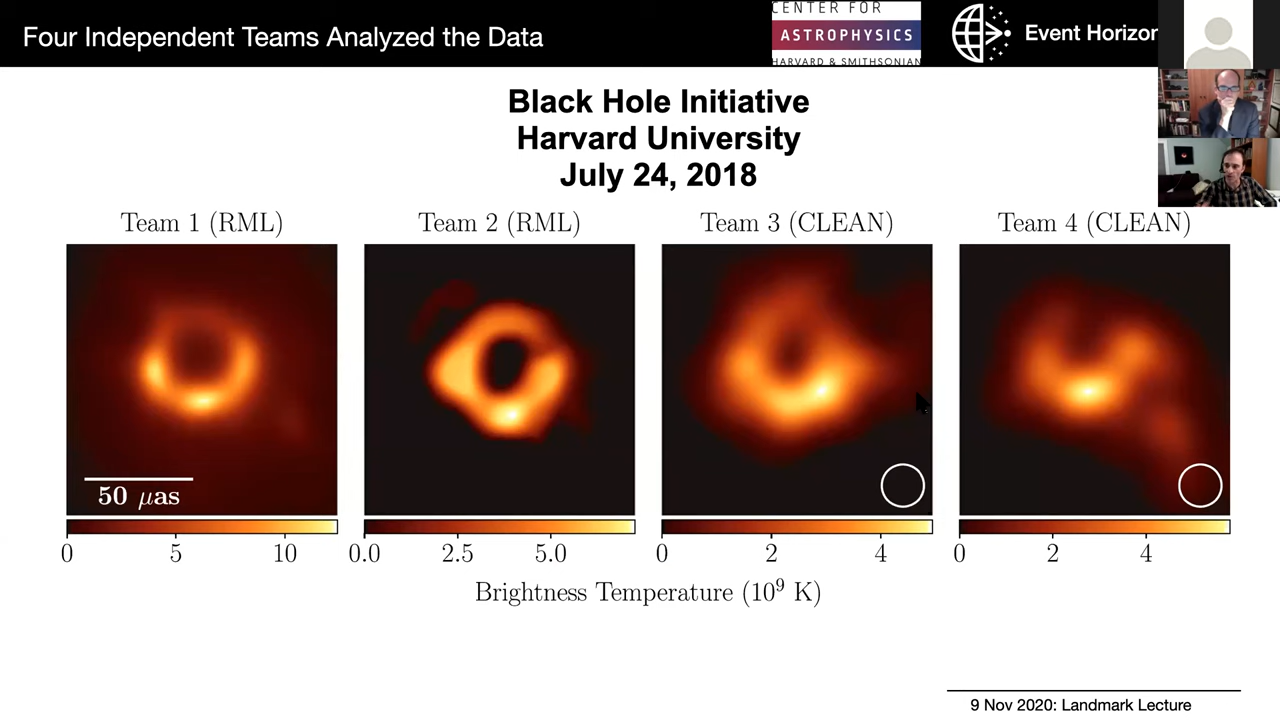 Four Independent Teams Analyzed the Data
CENTER FOR
ASTROPHYSICS
HARVARD & SMITHSONIAN
Event Horizon
Black Hole Initiative
Harvard University
July 24, 2018
Team 1 (RML)
Team 2 (RML)
Team 3 (CLEAN)
Team 4 (CLEAN)
50 μas
0 5 10
0.0 2.5 5.0
0 2 4
0 2 4
Brightness Temperature (10⁹ K)
9 Nov 2020: Landmark Lecture